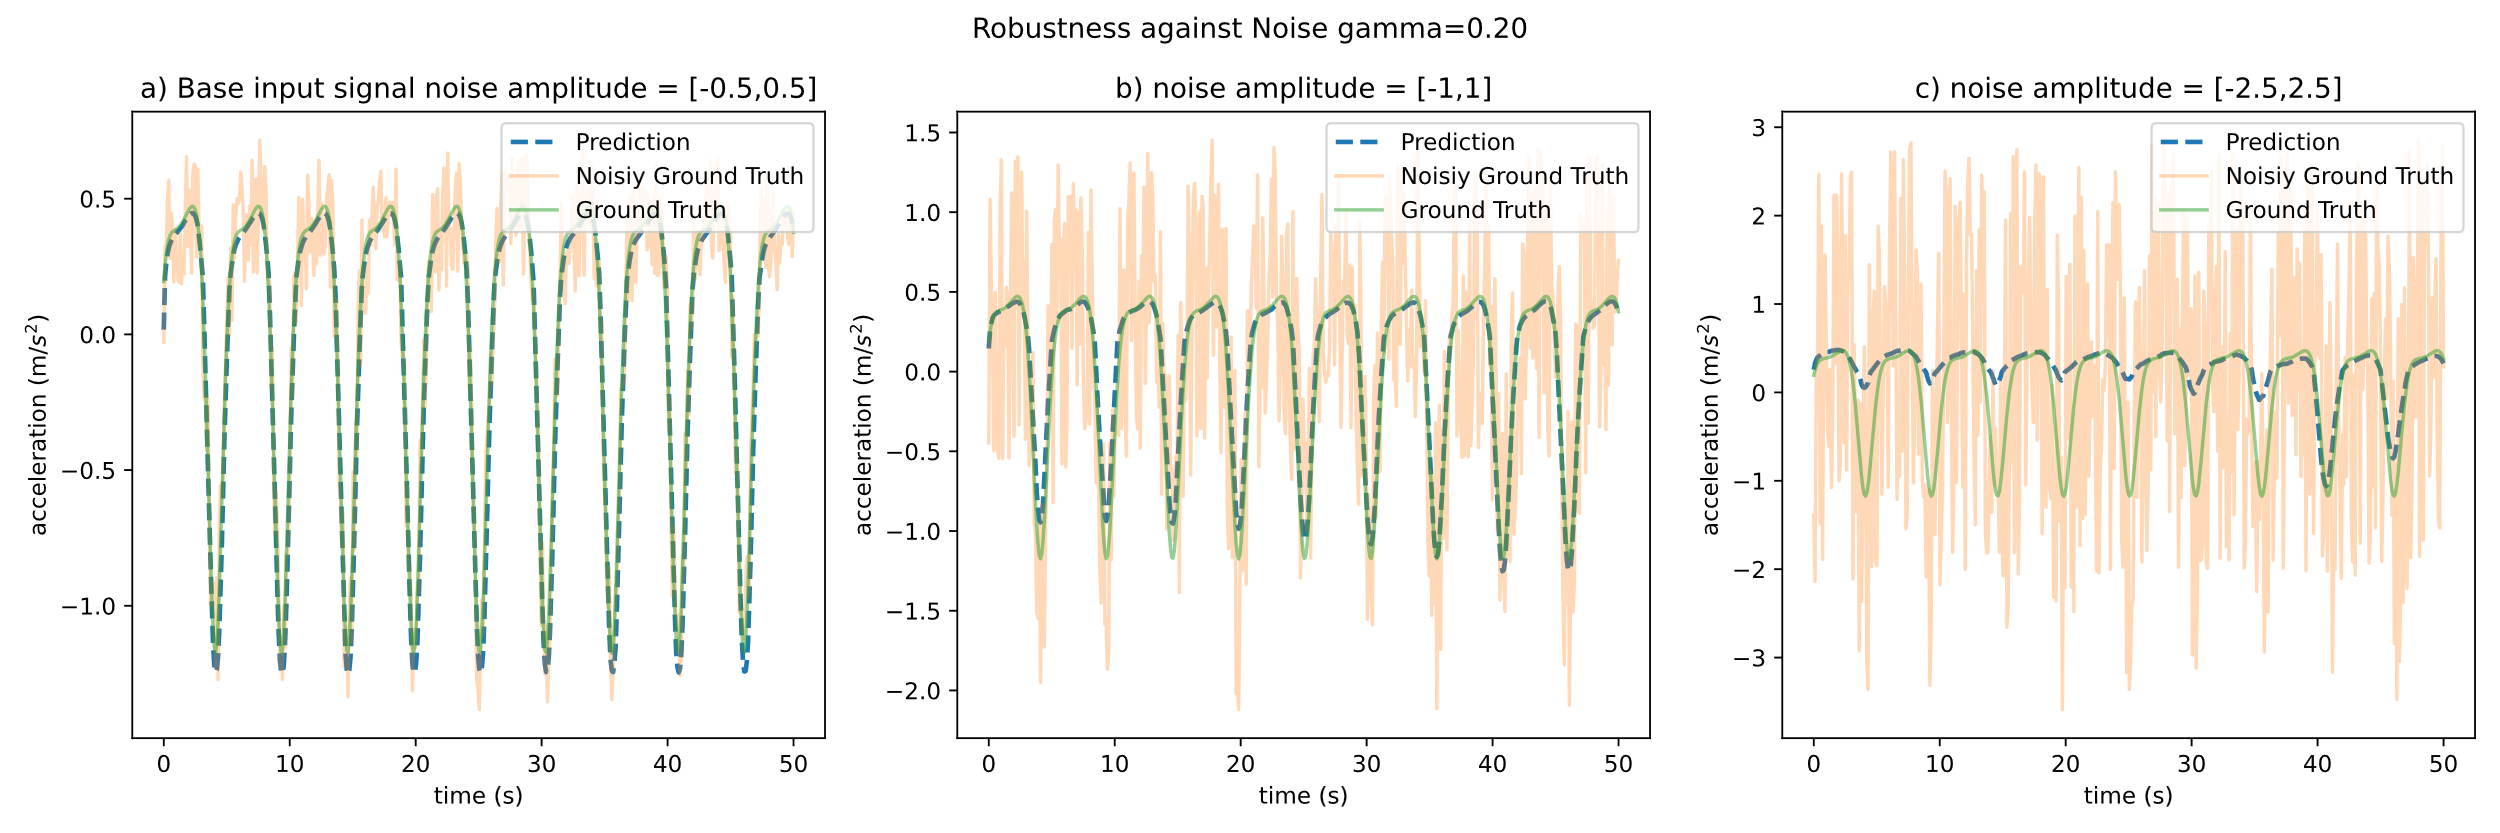 Robustness against Noise gamma=0.20
a) Base input signal noise amplitude = [-0.5,0.5]
Prediction
Noisiy Ground Truth
Ground Truth
0.5
0.0
−0.5
−1.0
acceleration (m/s²)
0 10 20 30 40 50
time (s)
b) noise amplitude = [-1,1]
Prediction
Noisiy Ground Truth
Ground Truth
1.5
1.0
0.5
0.0
−0.5
−1.0
−1.5
−2.0
acceleration (m/s²)
0 10 20 30 40 50
time (s)
c) noise amplitude = [-2.5,2.5]
Prediction
Noisiy Ground Truth
Ground Truth
3
2
1
0
−1
−2
−3
acceleration (m/s²)
0 10 20 30 40 50
time (s)